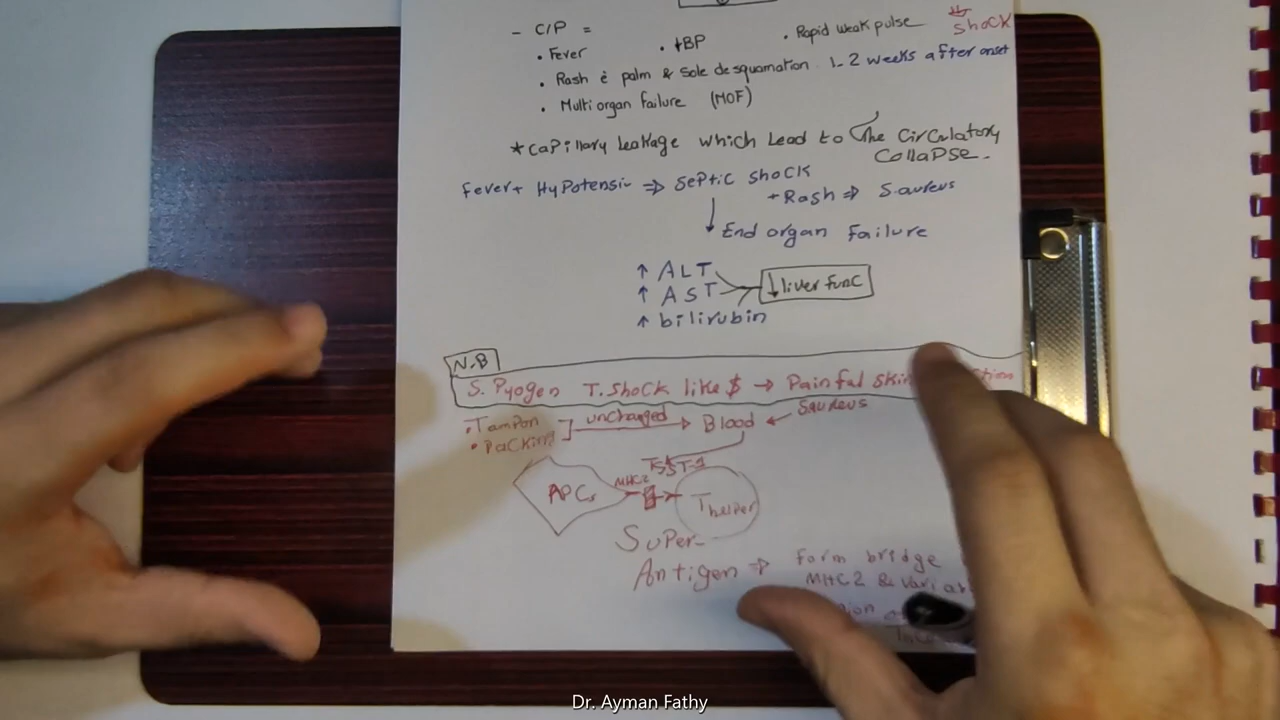 - C/P =
• Fever • ↓BP • Rapid weak pulse shock
• Rash c̄ palm & Sole desquamation 1-2 weeks after onset
• Multi organ failure (MOF)
* Capillary leakage which Lead to the Circulatory
Collapse.
Fever + Hypotensiv ⇒ Septic shock
+ Rash ⇒ S. aureus
↓ End organ failure
↑ ALT
↑ AST ↓ liver func
↑ bilirubin
N.B
S. Pyogen T. Shock like $ → Painful skin
• Tampon
• Packing unchanged → Blood ← S aureus
TSST-1
APCs MHC2 T helper
Super-
Antigen ⇒ form bridge
MHC2 &
Dr. Ayman Fathy